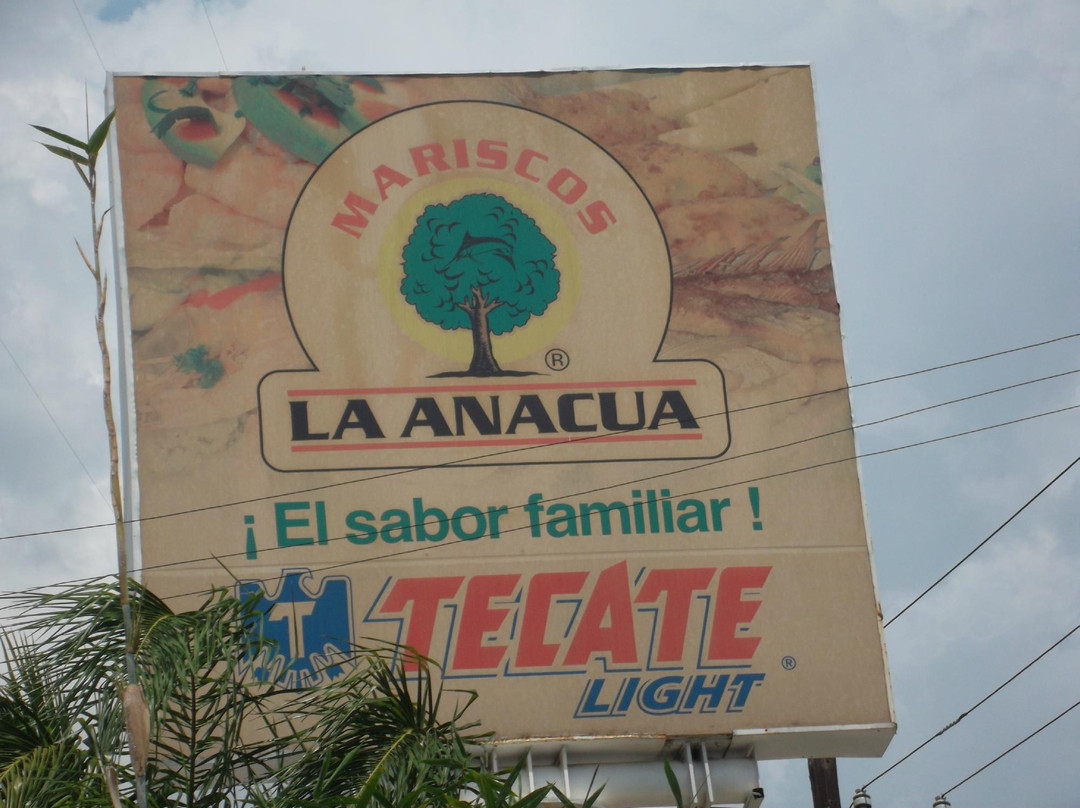 MARISCOS
®
LA ANACUA
¡ El sabor familiar !
T TECATE
LIGHT ®